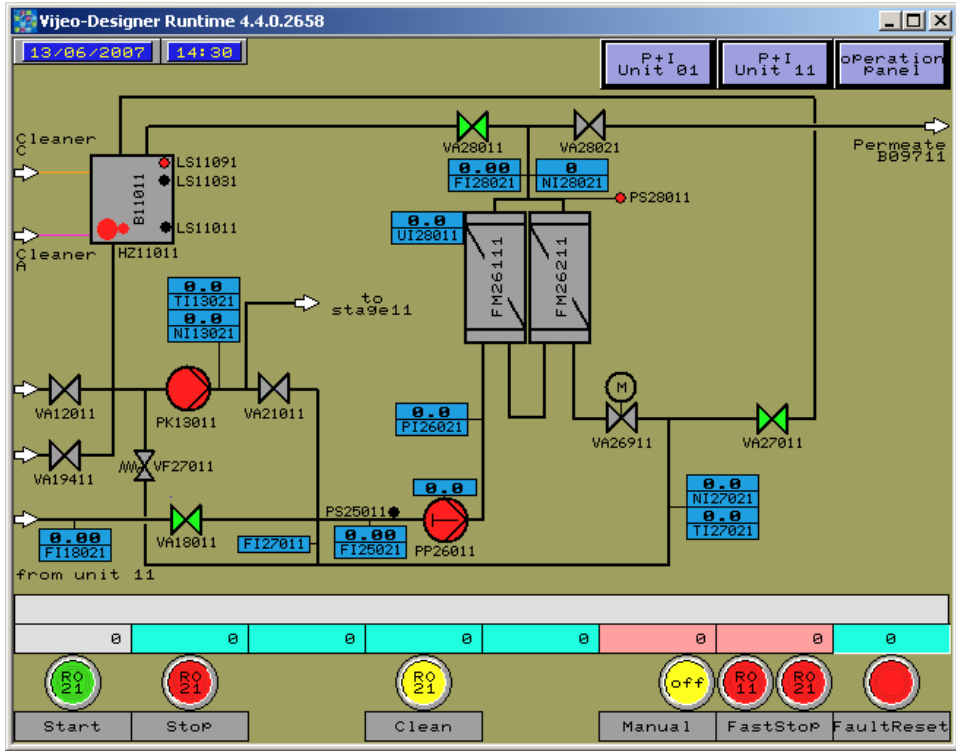 Vijeo-Designer Runtime 4.4.0.2658
13/06/2007 14:30
P+I
Unit 01
P+I
Unit 11
operation
Panel
Cleaner
C
LS11091
LS11031
B11011
LS11011
Cleaner
A
HZ11011
VA28011
VA28021
Permeate
B09711
0.00
FI28021
0
NI28021
PS28011
0.0
UI28011
FM26111
FM26211
0.0
TI13021
0.0
NI13021
to
stage11
M
VA12011
PK13011
VA21011
0.0
PI26021
VA26911
VA27011
VA19411
VF27011
0.0
NI27021
0.0
TI27021
0.0
PS25011
0.00
FI18021
VA18011
FI27011
0.00
FI25021
PP26011
from unit 11
0 0 0 0 0 0 0 0
RO
21
RO
21
RO
21
off
RO
11
RO
21
Start Stop Clean Manual FastStop FaultReset